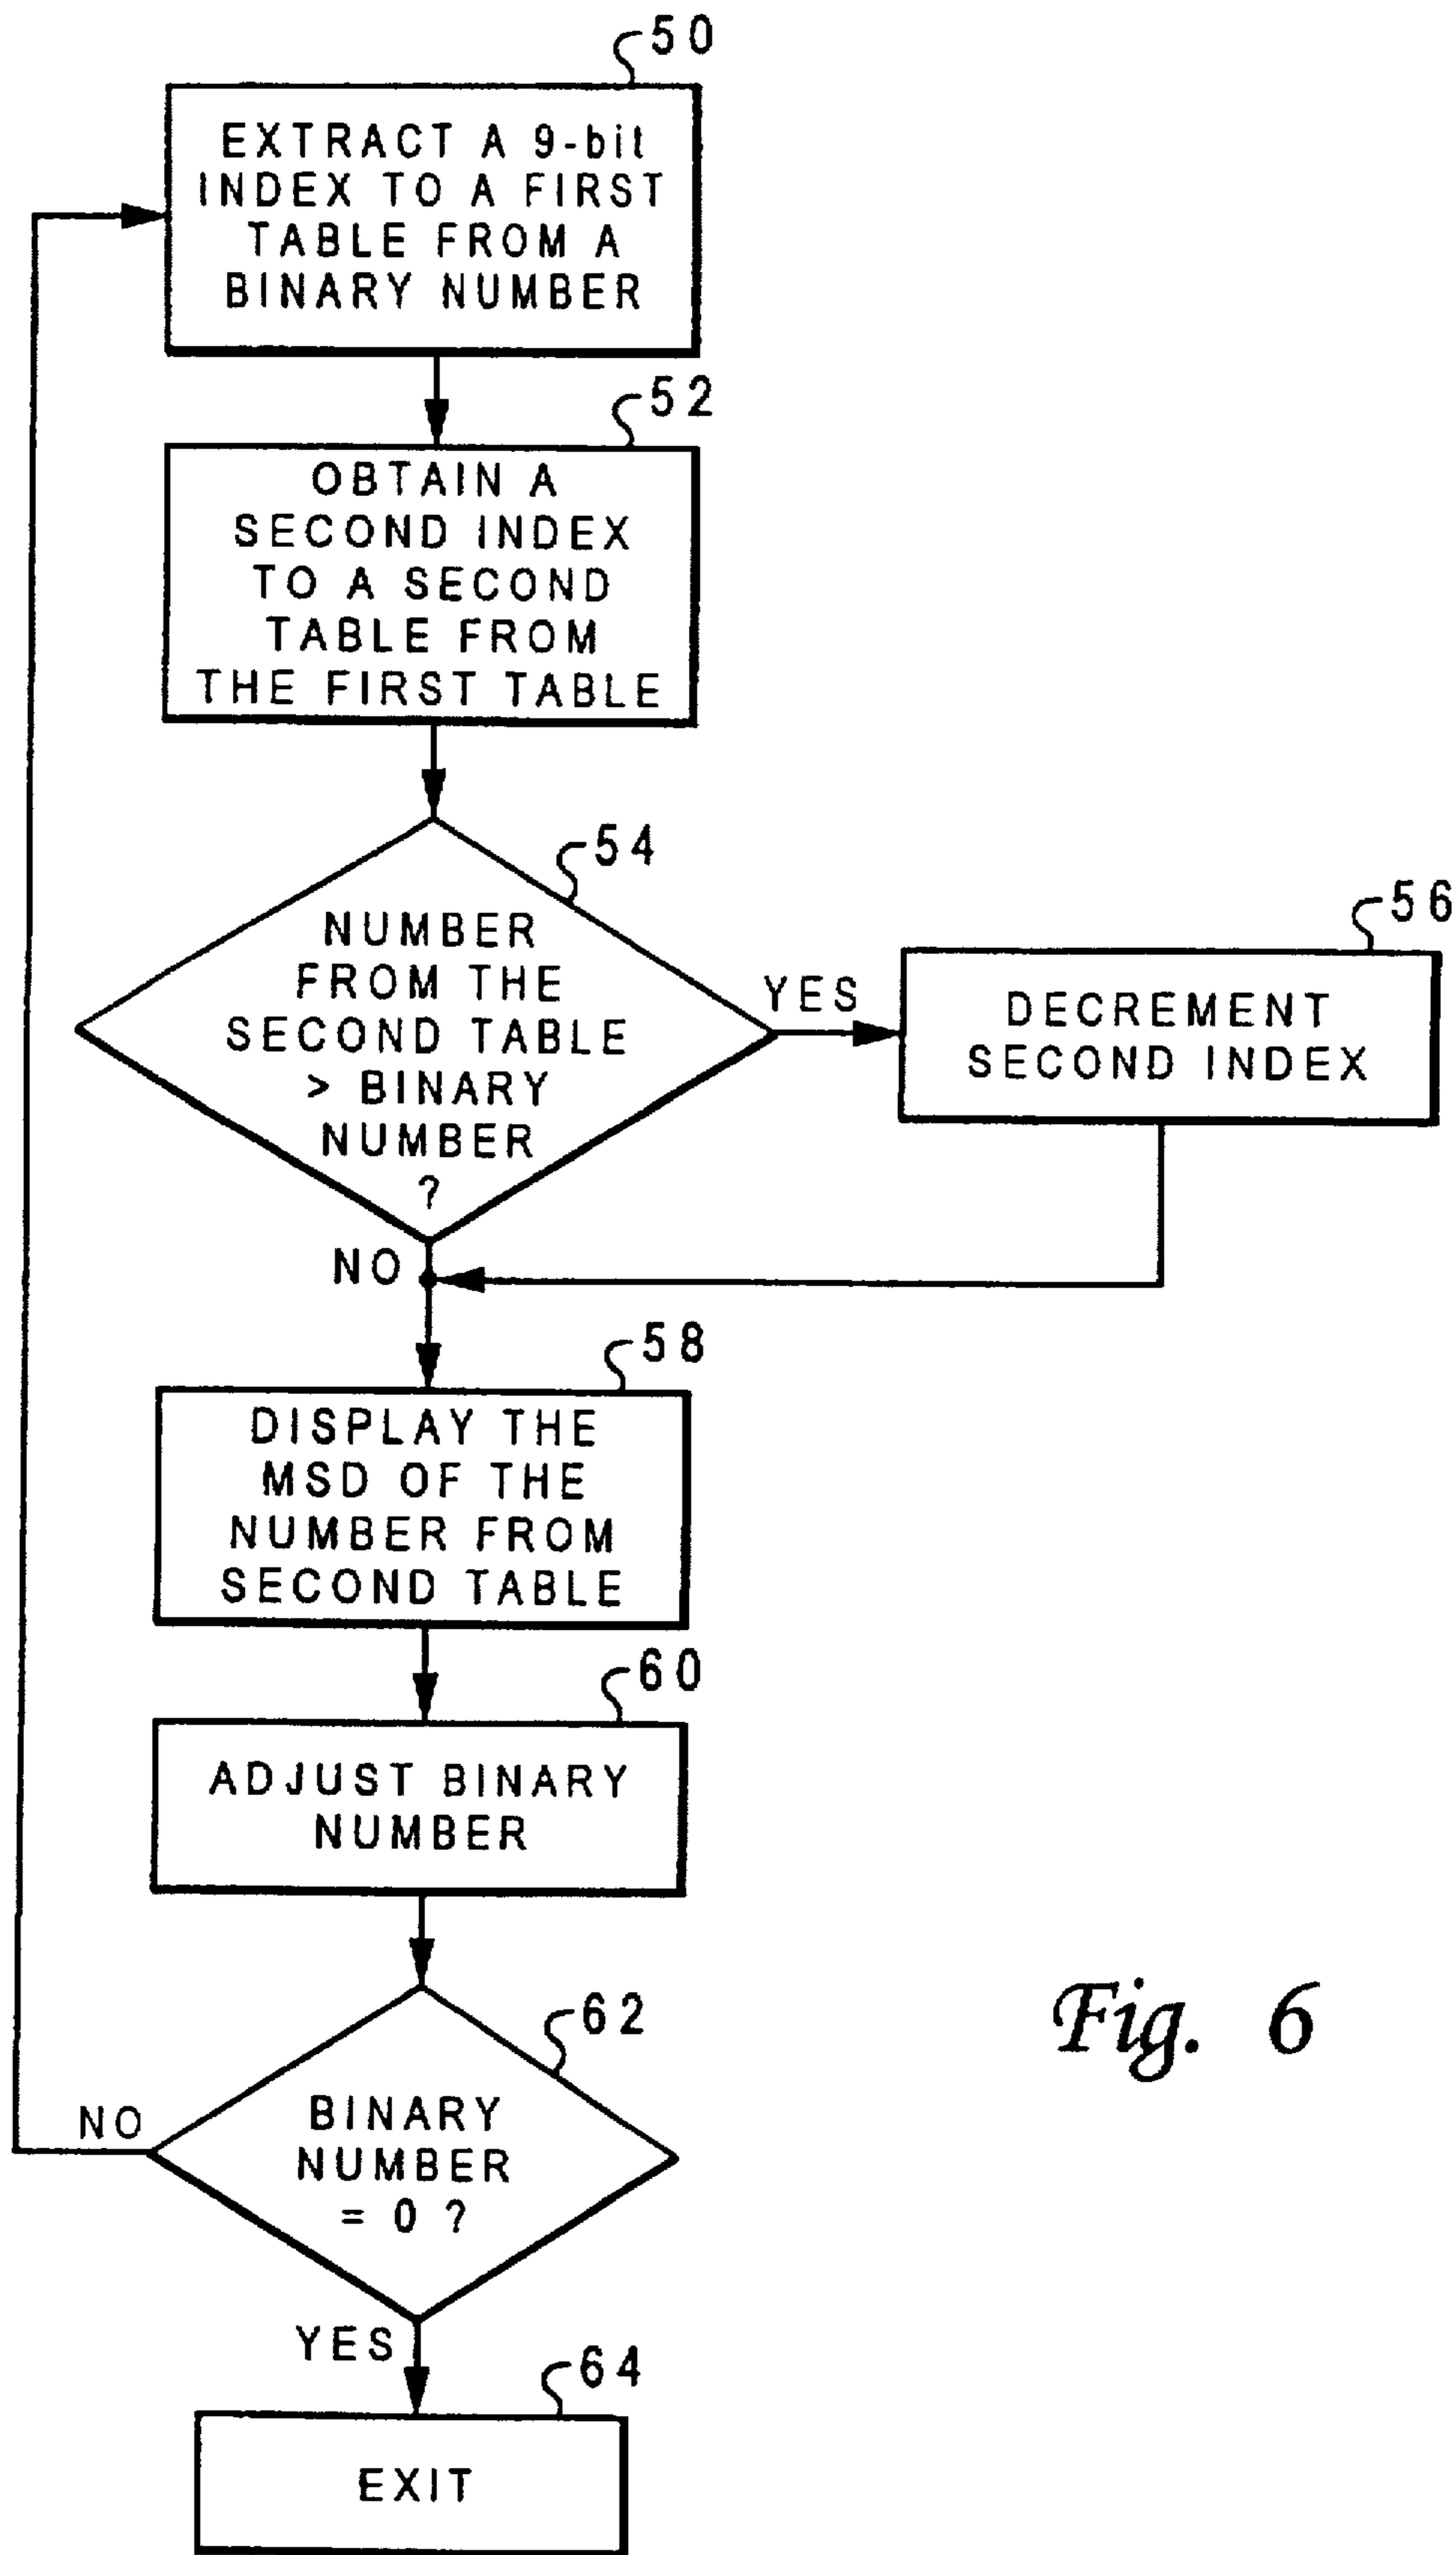 50
EXTRACT A 9-bit
INDEX TO A FIRST
TABLE FROM A
BINARY NUMBER
52
OBTAIN A
SECOND INDEX
TO A SECOND
TABLE FROM
THE FIRST TABLE
54
NUMBER
FROM THE
SECOND TABLE
> BINARY
NUMBER
?
YES
56
DECREMENT
SECOND INDEX
NO
58
DISPLAY THE
MSD OF THE
NUMBER FROM
SECOND TABLE
60
ADJUST BINARY
NUMBER
62
BINARY
NUMBER
= 0 ?
NO
YES
64
EXIT
Fig. 6